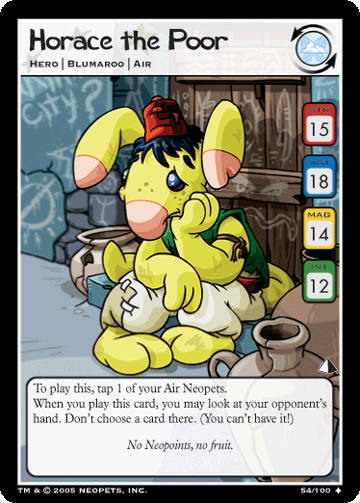 Horace the Poor
HERO | BLUMAROO | AIR
STR
15
AGI
18
MAG
14
INT
12
CITY?
To play this, tap 1 of your Air Neopets.
When you play this card, you may look at your opponent's
hand. Don't choose a card there. (You can't have it!)
No Neopoints, no fruit.
TM & © 2005 NEOPETS, INC.
54/100